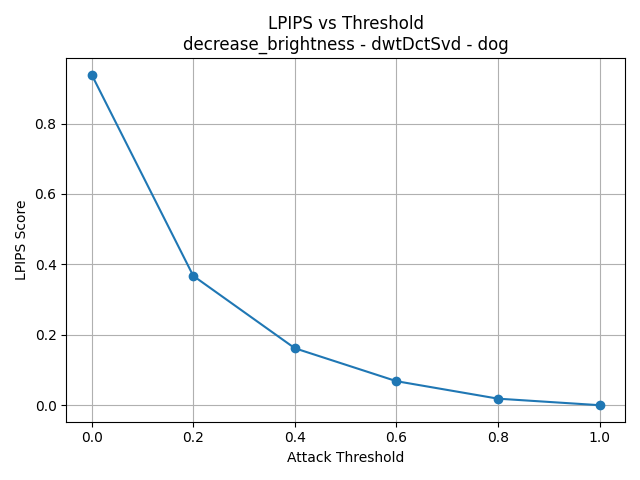 LPIPS vs Threshold
decrease_brightness - dwtDctSvd - dog
LPIPS Score
0.8
0.6
0.4
0.2
0.0
0.0 0.2 0.4 0.6 0.8 1.0
Attack Threshold